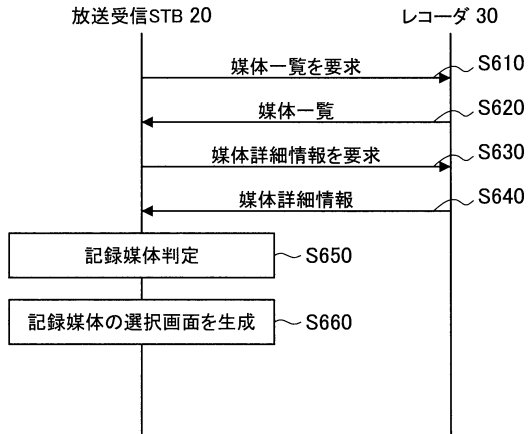 放送受信STB 20
レコーダ 30
媒体一覧を要求
S610
媒体一覧
S620
媒体詳細情報を要求
S630
媒体詳細情報
S640
記録媒体判定
S650
記録媒体の選択画面を生成
S660